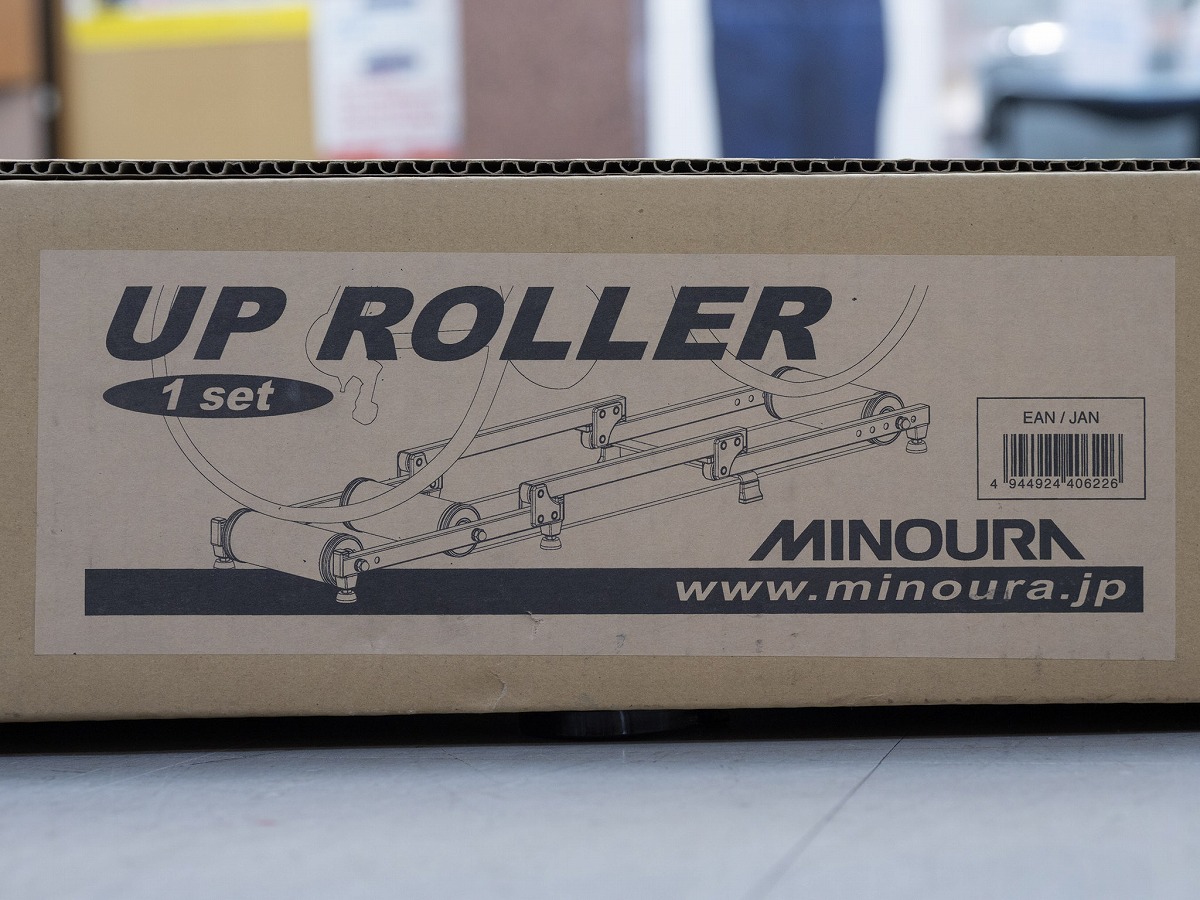 UP ROLLER
1 set
EAN / JAN
4 944924 406226
MINOURA
www.minoura.jp